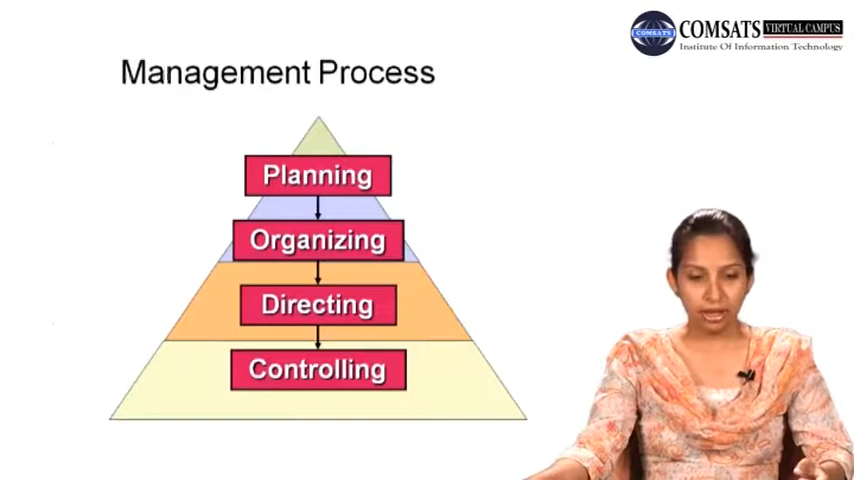 COMSATS VIRTUAL CAMPUS
COMSATS
Institute Of Information Technology
Management Process
Planning
Organizing
Directing
Controlling